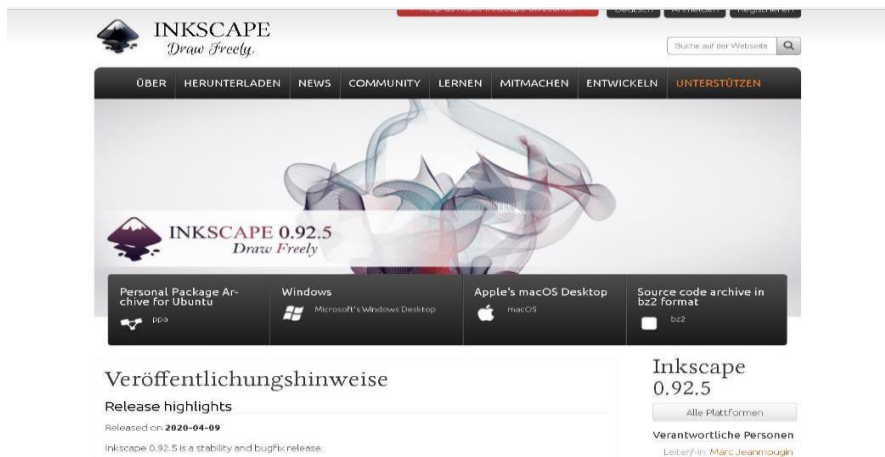 Deutsch Anmelden Registrieren
INKSCAPE
Draw Freely.
Suche auf der Webseite
ÜBER HERUNTERLADEN NEWS COMMUNITY LERNEN MITMACHEN ENTWICKELN UNTERSTÜTZEN
INKSCAPE 0.92.5
Draw Freely
Personal Package Ar-
chive for Ubuntu
ppa
Windows
Microsoft's Windows Desktop
Apple's macOS Desktop
macOS
Source code archive in
bz2 format
bz2
Veröffentlichungshinweise
Release highlights
Released on 2020-04-09
Inkscape 0.92.5 is a stability and bugfix release.
Inkscape
0.92.5
Alle Plattformen
Verantwortliche Personen
Leiter/-in: Marc Jeanmougin